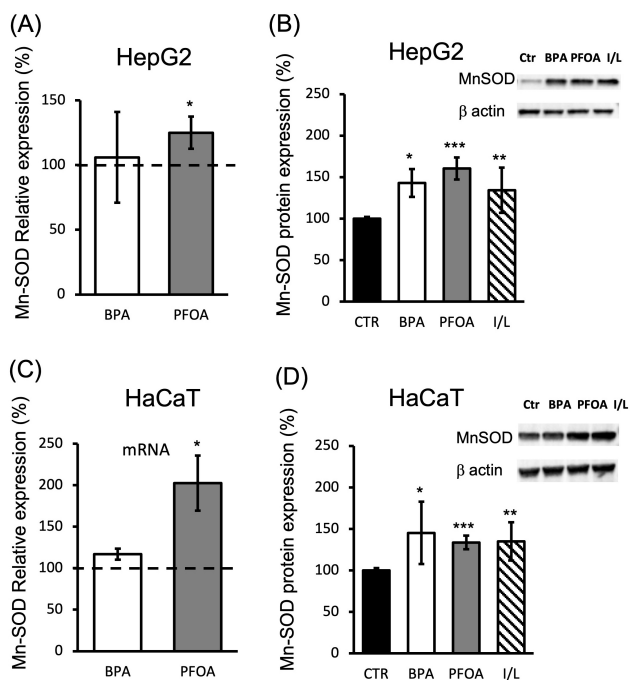 (A)
HepG2
Mn-SOD Relative expression (%)
150
*
100
50
0
BPA PFOA
(B)
HepG2
Ctr BPA PFOA I/L
MnSOD
β actin
Mn-SOD protein expression (%)
250
200
150
100
50
0
* *** **
CTR BPA PFOA I/L
(C)
HaCaT
Mn-SOD Relative expression (%)
250
200
150
100
50
0
mRNA *
BPA PFOA
(D)
HaCaT
Ctr BPA PFOA I/L
MnSOD
β actin
Mn-SOD protein expression (%)
250
200
150
100
50
0
* *** **
CTR BPA PFOA I/L